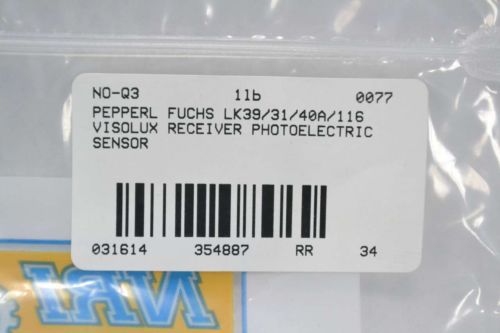 NO-Q3 1lb 0077
PEPPERL FUCHS LK39/31/40A/116
VISOLUX RECEIVER PHOTOELECTRIC
SENSOR
031614 354887 RR 34
NRI